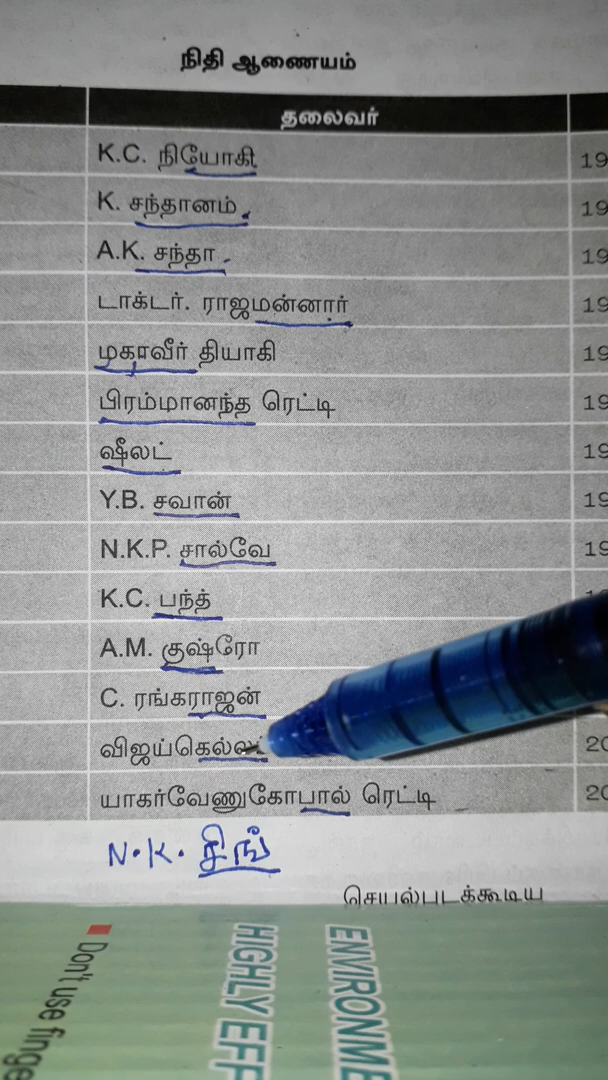 நிதி ஆணையம்
தலைவர்
K.C. நியோகி 19
K. சந்தானம் 19
A.K. சந்தா 19
டாக்டர். ராஜமன்னார் 19
மகாவீர் தியாகி 19
பிரம்மானந்த ரெட்டி 19
ஷீலட் 19
Y.B. சவான் 19
N.K.P. சால்வே 19
K.C. பந்த்
A.M. குஷ்ரோ
C. ரங்கராஜன்
20
யாகர்வேணுகோபால் ரெட்டி 20
N.K. சிங்
செயல்படக்கூடிய
Don't use finge
HIGHLY EFF
ENVIRONME